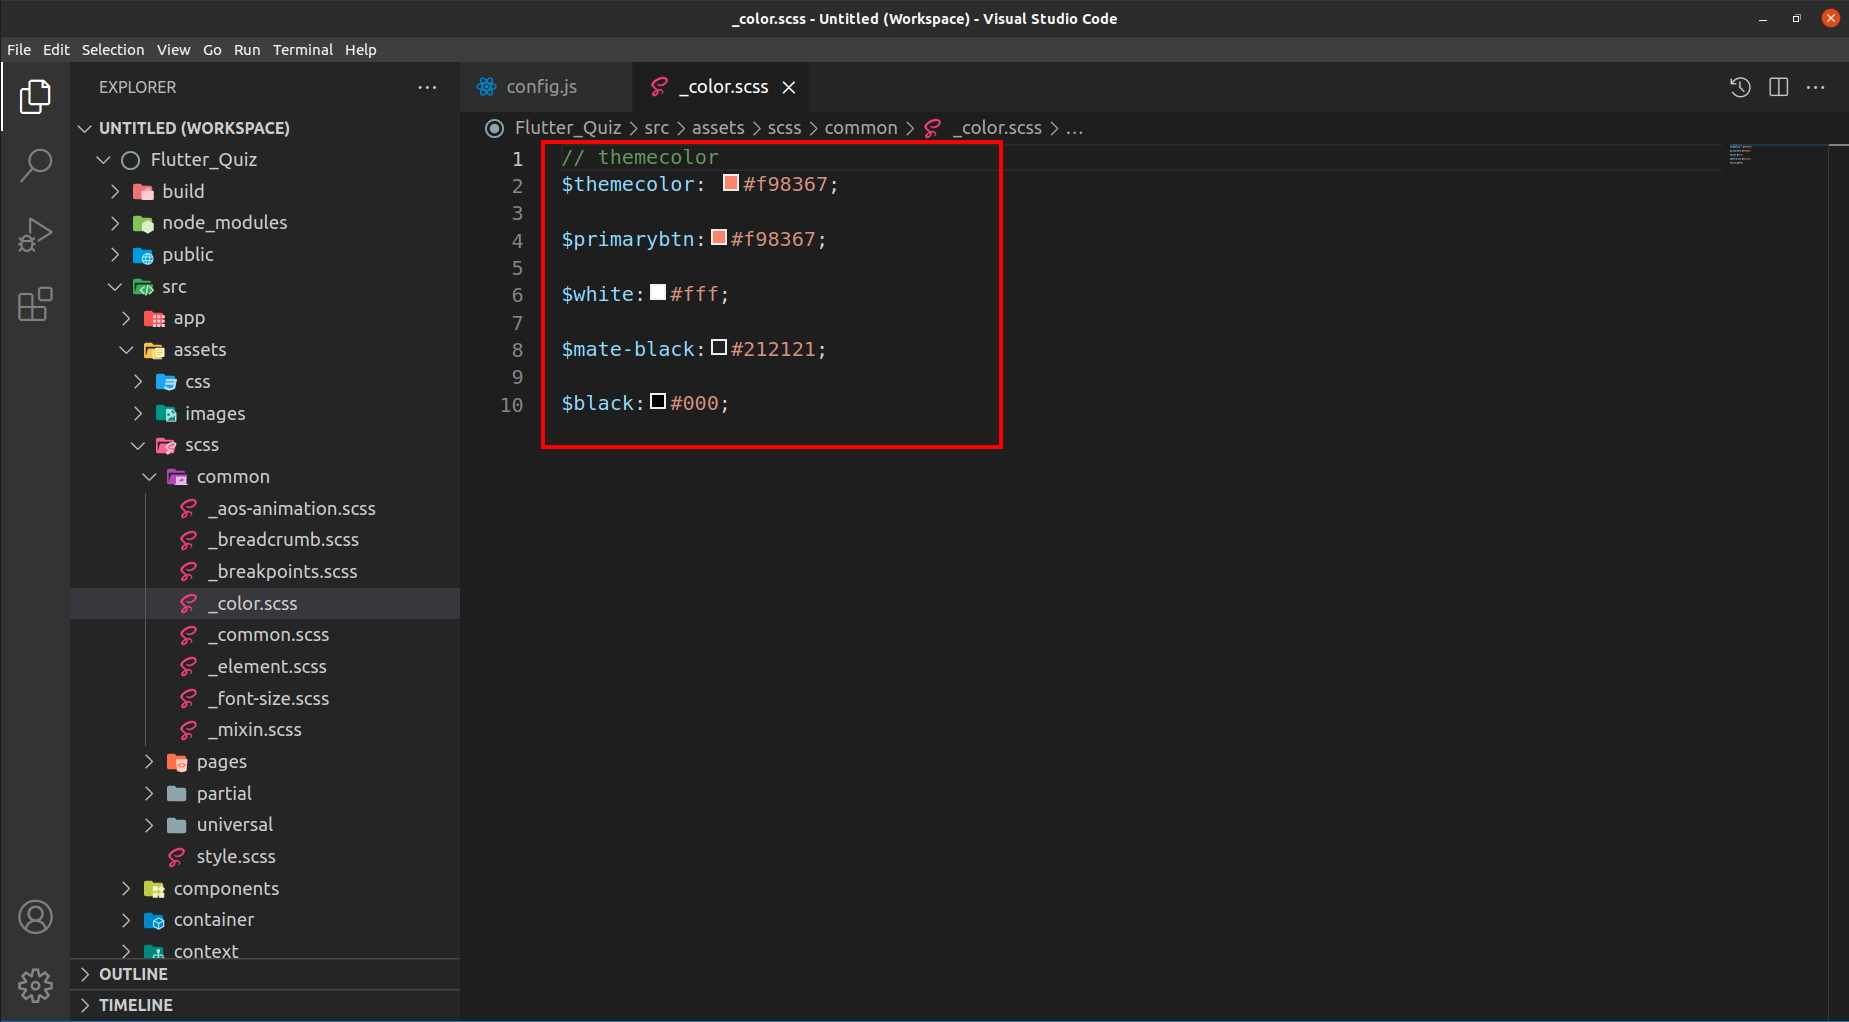 _color.scss - Untitled (Workspace) - Visual Studio Code
File Edit Selection View Go Run Terminal Help
EXPLORER
UNTITLED (WORKSPACE)
Flutter_Quiz
build
node_modules
public
src
app
assets
css
images
scss
common
_aos-animation.scss
_breadcrumb.scss
_breakpoints.scss
_color.scss
_common.scss
_element.scss
_font-size.scss
_mixin.scss
pages
partial
universal
style.scss
components
container
context
OUTLINE
TIMELINE
config.js
_color.scss
Flutter_Quiz > src > assets > scss > common > _color.scss > ...
1 // themecolor
2 $themecolor: #f98367;
3
4 $primarybtn: #f98367;
5
6 $white: #fff;
7
8 $mate-black: #212121;
9
10 $black: #000;